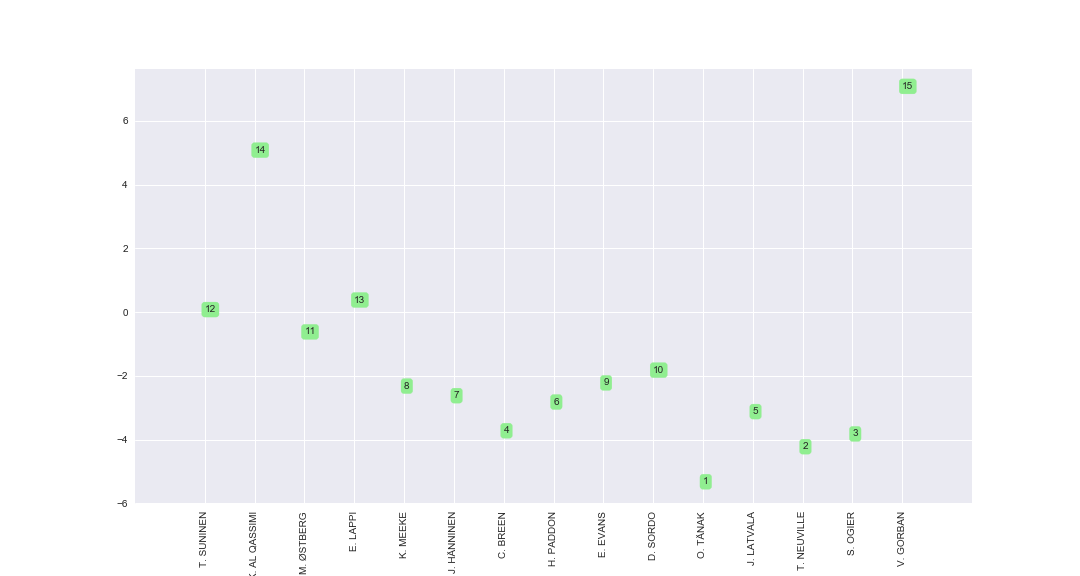 15
6
14
4
2
13
12
0
11
10
−2
9
8
7
6
5
4
3
−4
2
1
−6
T. SUNINEN
K. AL QASSIMI
M. ØSTBERG
E. LAPPI
K. MEEKE
J. HÄNNINEN
C. BREEN
H. PADDON
E. EVANS
D. SORDO
O. TÄNAK
J. LATVALA
T. NEUVILLE
S. OGIER
V. GORBAN